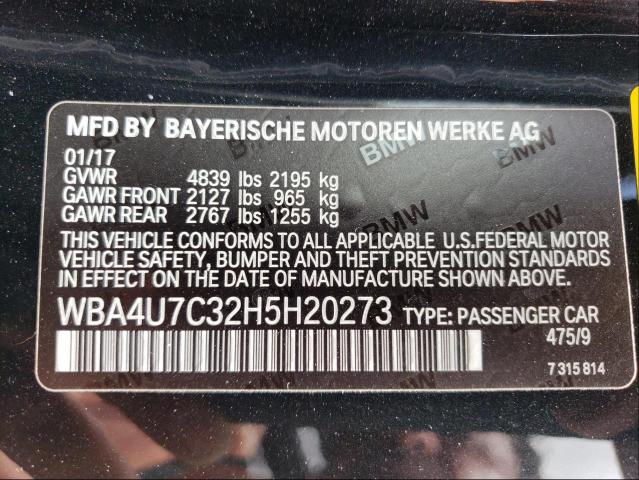 MFD BY BAYERISCHE MOTOREN WERKE AG
01/17
GVWR 4839 lbs 2195 kg
GAWR FRONT 2127 lbs 965 kg
GAWR REAR 2767 lbs 1255 kg
THIS VEHICLE CONFORMS TO ALL APPLICABLE U.S.FEDERAL MOTOR
VEHICLE SAFETY, BUMPER AND THEFT PREVENTION STANDARDS
IN EFFECT ON THE DATE OF MANUFACTURE SHOWN ABOVE.
WBA4U7C32H5H20273 TYPE: PASSENGER CAR
475/9
7 315 814